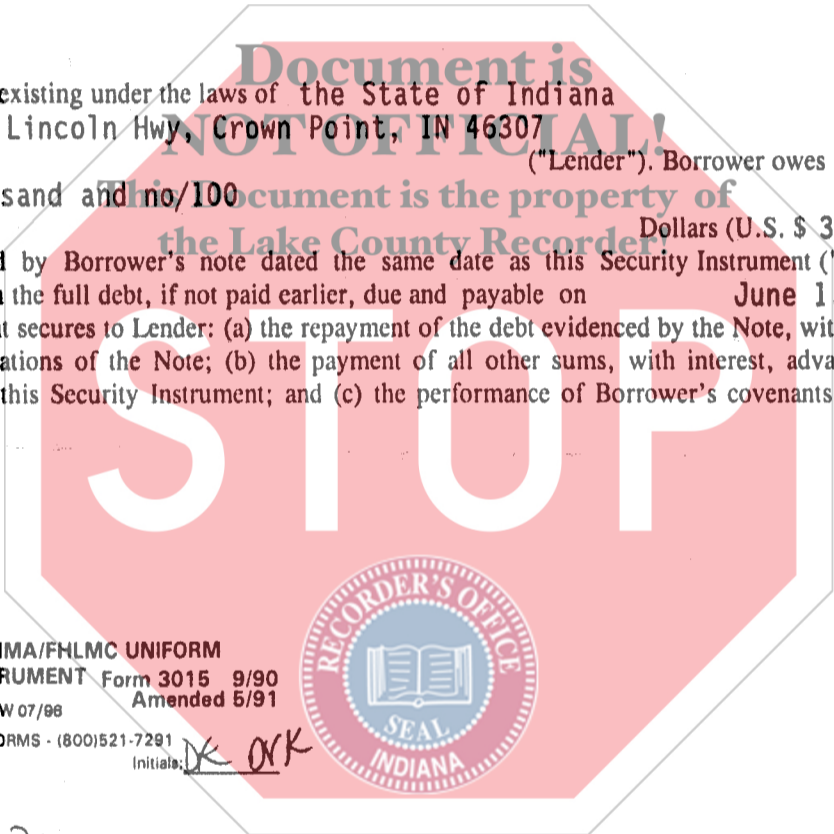 Document is
existing under the laws of the State of Indiana
Lincoln Hwy, Crown Point, IN 46307
NOT OFFICIAL!
("Lender"). Borrower owes
sand and no/100
This Document is the property of
Dollars (U.S. $ 3
the Lake County Recorder!
by Borrower's note dated the same date as this Security Instrument ("
the full debt, if not paid earlier, due and payable on June 1
t secures to Lender: (a) the repayment of the debt evidenced by the Note, wit
ations of the Note; (b) the payment of all other sums, with interest, adva
this Security Instrument; and (c) the performance of Borrower's covenants
STOP
RECORDER'S OFFICE
SEAL
INDIANA
MA/FHLMC UNIFORM
RUMENT Form 3015 9/90
Amended 5/91
W 07/96
ORMS - (800)521-7291
Initials: DK OVK